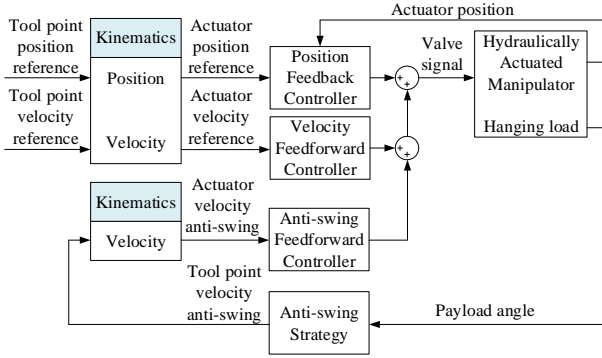 Actuator position
Tool point
position
reference
Kinematics
Position
Actuator
position
reference
Position
Feedback
Controller
+
+
Valve
signal
Hydraulically
Actuated
Manipulator
Hanging load
Tool point
velocity
reference
Velocity
Actuator
velocity
reference
Velocity
Feedforward
Controller
+
+
Kinematics
Velocity
Actuator
velocity
anti-swing
Anti-swing
Feedforward
Controller
Tool point
velocity
anti-swing
Anti-swing
Strategy
Payload angle